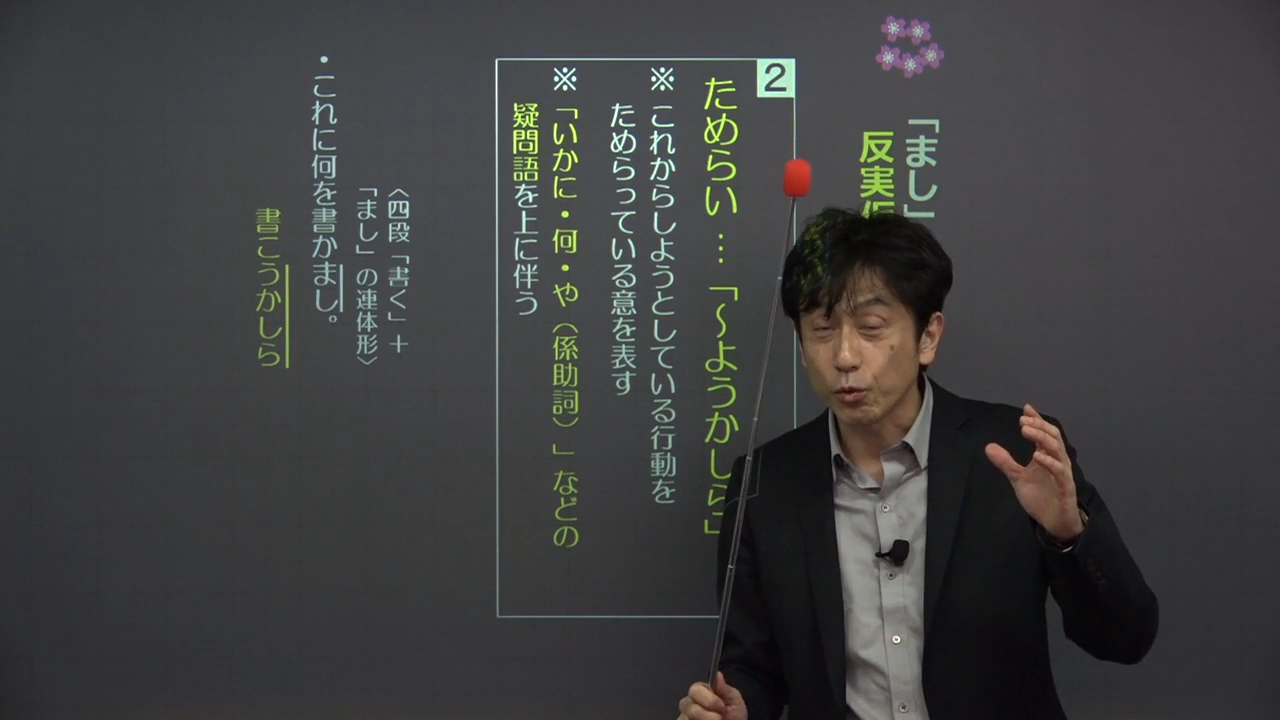 「まし」
反実仮
2
ためらい…「〜ようかしら」
※これからしようとしている行動を
ためらっている意を表す
※「いかに・何・や（係助詞）」などの
疑問語を上に伴う
〈四段「書く」＋
「まし」の連体形〉
・これに何を書かまし。
書こうかしら